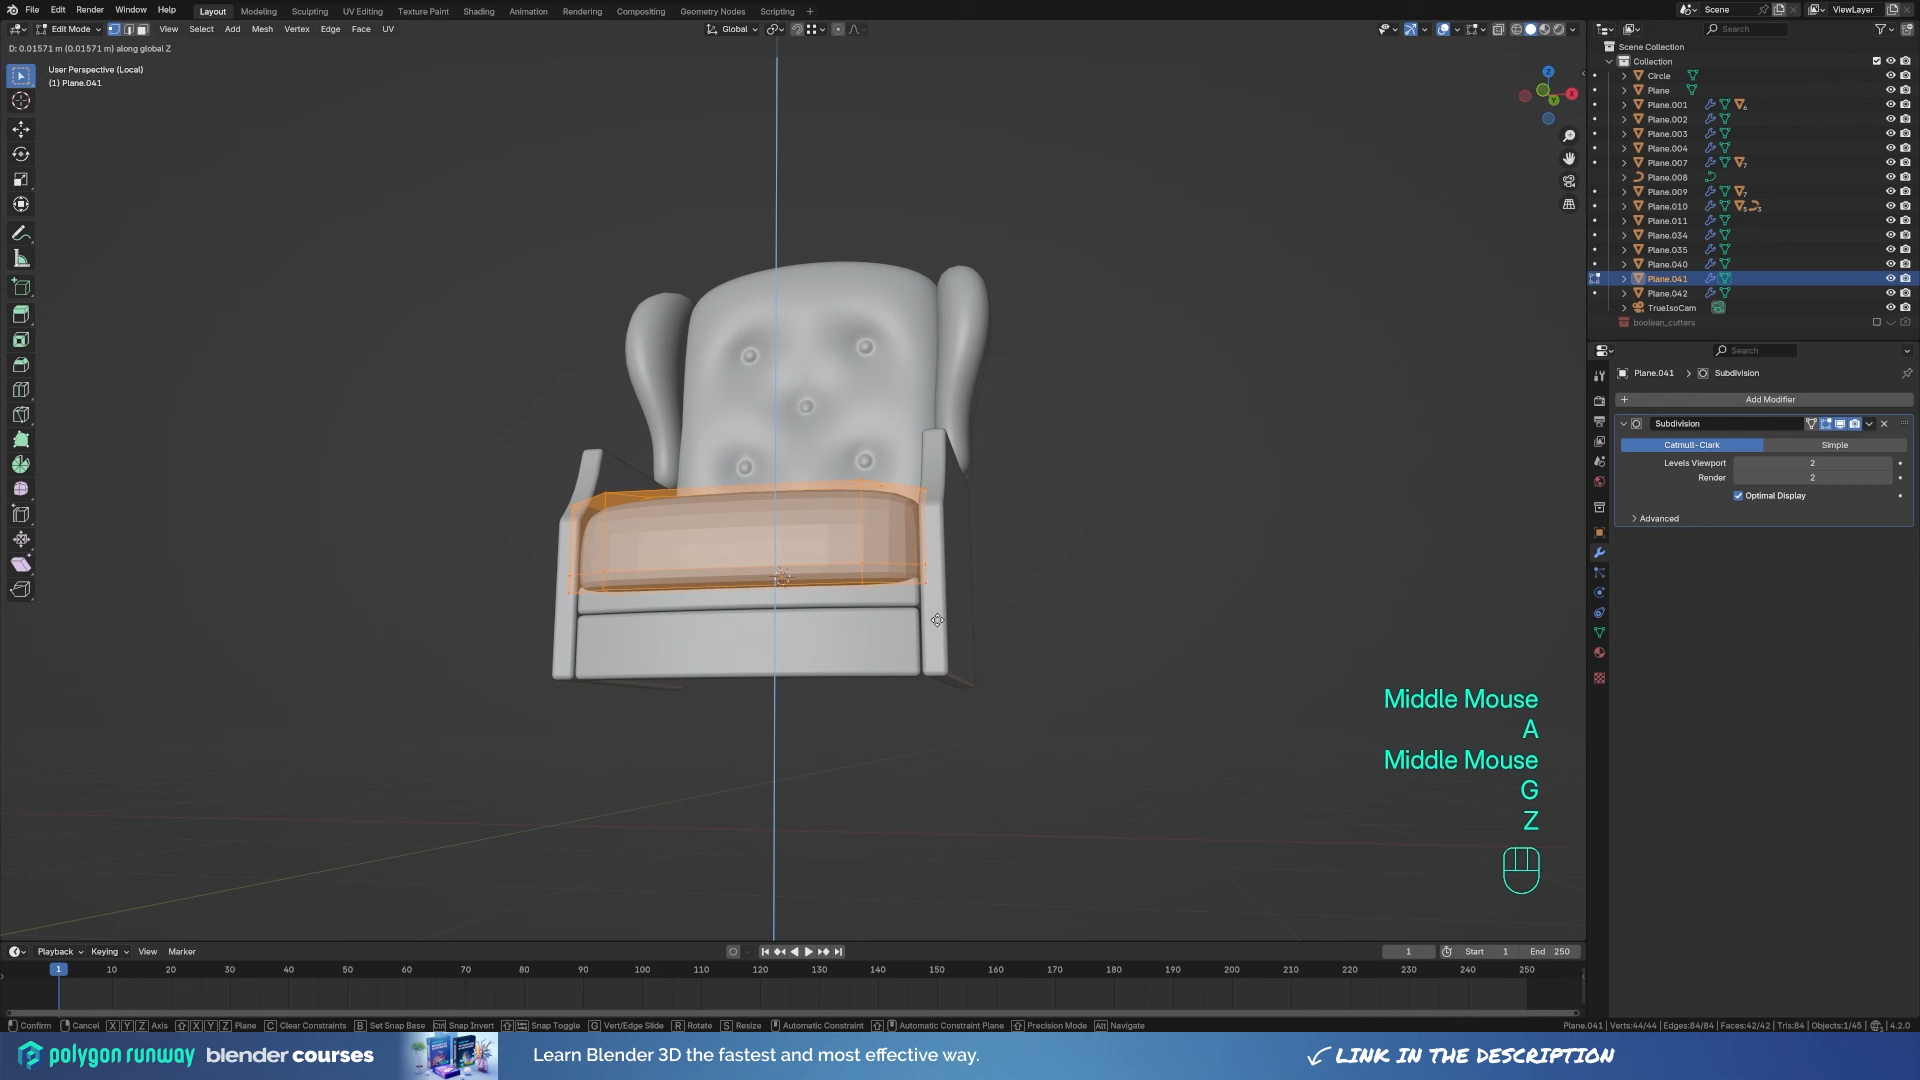 File Edit Render Window Help Layout Modeling Sculpting UV Editing Texture Paint Shading Animation Rendering Compositing Geometry Nodes Scripting + Scene ViewLayer
Edit Mode View Select Add Mesh Vertex Edge Face UV Global Search
D: 0.01571 m (0.01571 m) along global Z
User Perspective (Local)
(1) Plane.041
Z
X
Y
Scene Collection
Collection
Circle
Plane
Plane.001
Plane.002
Plane.003
Plane.004
Plane.007
Plane.008
Plane.009
Plane.010
Plane.011
Plane.034
Plane.035
Plane.040
Plane.041
Plane.042
TrueIsoCam
boolean_cutters
Search
Plane.041 > Subdivision
+ Add Modifier
Subdivision
Catmull-Clark Simple
Levels Viewport 2
Render 2
Optimal Display
Advanced
Middle Mouse
A
Middle Mouse
G
Z
Playback Keying View Marker 1 Start 1 End 250
1 10 20 30 40 50 60 70 80 90 100 110 120 130 140 150 160 170 180 190 200 210 220 230 240 250
Confirm Cancel X Y Z Axis X Y Z Plane C Clear Constraints B Set Snap Base Ctrl Snap Invert Snap Toggle G Vert/Edge Slide R Rotate S Resize Automatic Constraint Automatic Constraint Plane Precision Mode Alt Navigate Plane.041 | Verts:44/44 | Edges:84/84 | Faces:42/42 | Tris:84 | Objects:1/45 | 4.2.0
polygon runway blender courses Learn Blender 3D the fastest and most effective way. LINK IN THE DESCRIPTION